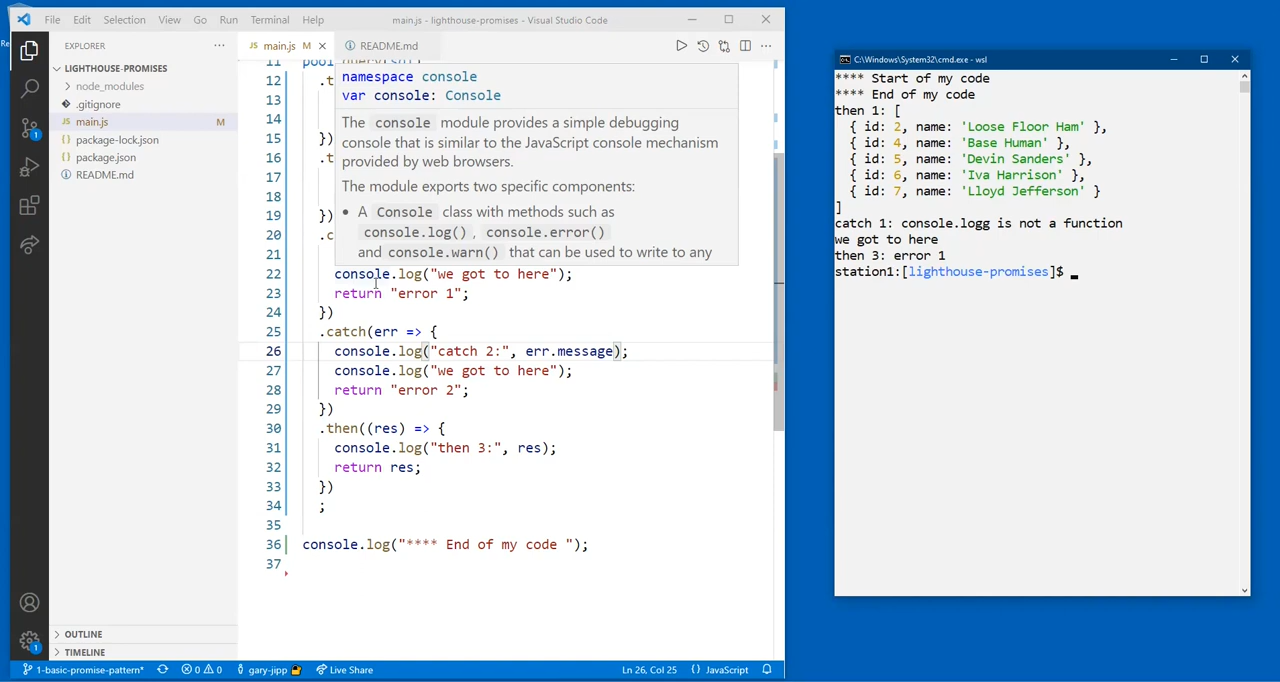 File Edit Selection View Go Run Terminal Help
main.js - lighthouse-promises - Visual Studio Code
EXPLORER
LIGHTHOUSE-PROMISES
node_modules
.gitignore
main.js M
package-lock.json
package.json
README.md
OUTLINE
TIMELINE
JS main.js M
README.md
11
12 .t
13
14
15 })
16 .t
17
18
19 })
20 .c
21
namespace console
var console: Console
The console module provides a simple debugging
console that is similar to the JavaScript console mechanism
provided by web browsers.
The module exports two specific components:
• A Console class with methods such as
console.log(), console.error()
and console.warn() that can be used to write to any
22 console.log("we got to here");
23 return "error 1";
24 })
25 .catch(err => {
26 console.log("catch 2:", err.message);
27 console.log("we got to here");
28 return "error 2";
29 })
30 .then((res) => {
31 console.log("then 3:", res);
32 return res;
33 })
34 ;
35
36 console.log("**** End of my code ");
37
1-basic-promise-pattern* 0 0 gary-jipp Live Share Ln 26, Col 25 {} JavaScript
C:\Windows\System32\cmd.exe - wsl
**** Start of my code
**** End of my code
then 1: [
{ id: 2, name: 'Loose Floor Ham' },
{ id: 4, name: 'Base Human' },
{ id: 5, name: 'Devin Sanders' },
{ id: 6, name: 'Iva Harrison' },
{ id: 7, name: 'Lloyd Jefferson' }
]
catch 1: console.logg is not a function
we got to here
then 3: error 1
station1:[lighthouse-promises]$